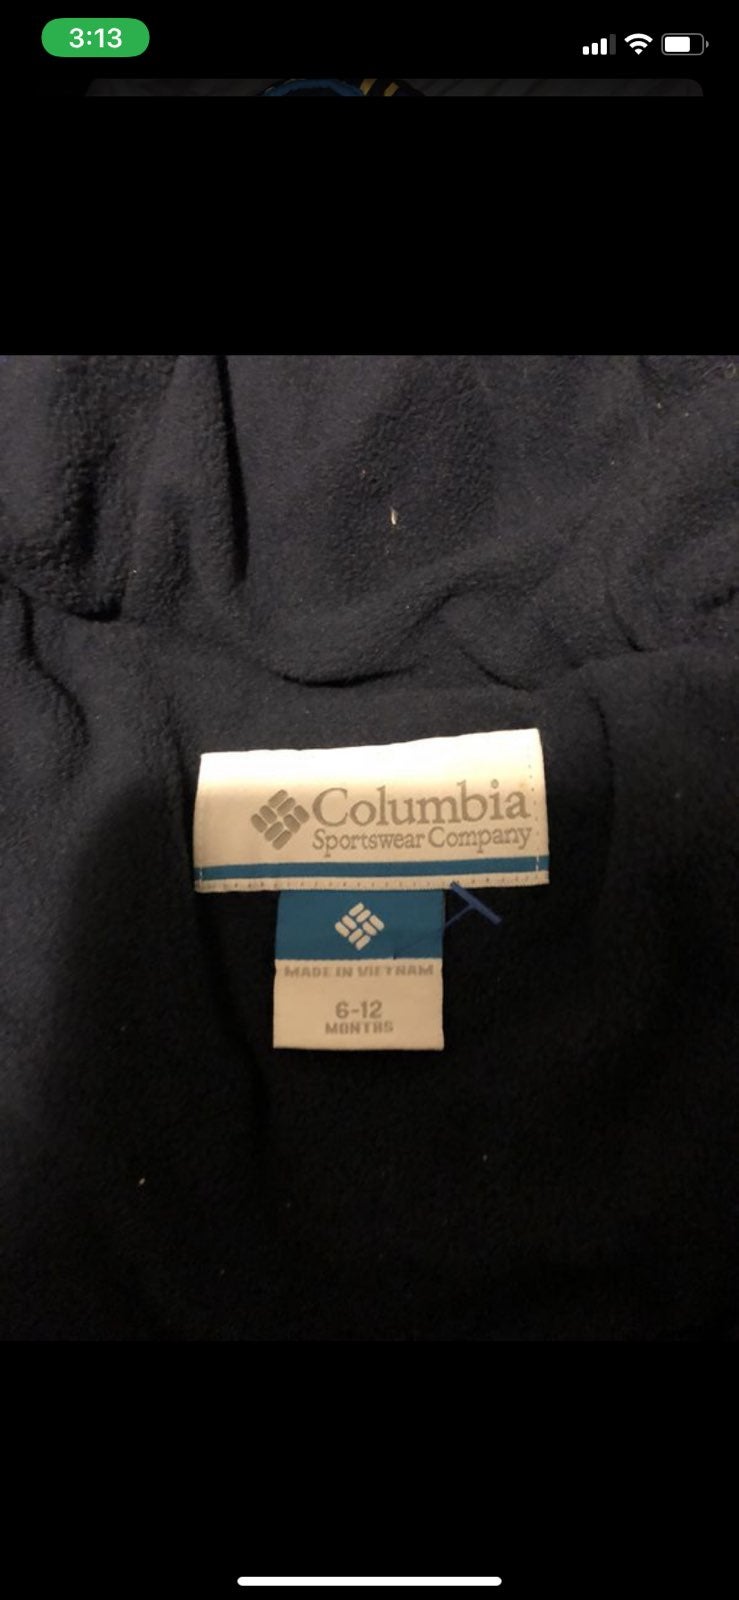 3:13
Columbia
Sportswear Company
MADE IN VIETNAM
6-12
MONTHS